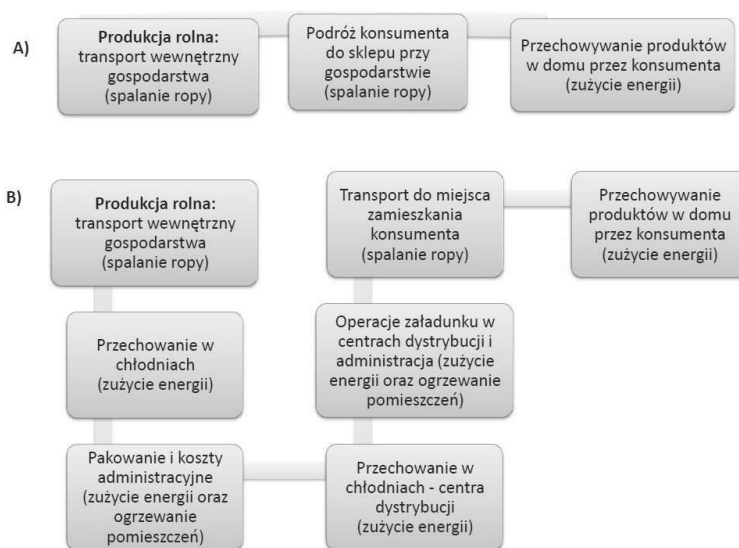 A)
Produkcja rolna:
transport wewnętrzny
gospodarstwa
(spalanie ropy)
Podróż konsumenta
do sklepu przy
gospodarstwie
(spalanie ropy)
Przechowywanie produktów
w domu przez konsumenta
(zużycie energii)
B)
Produkcja rolna:
transport wewnętrzny
gospodarstwa
(spalanie ropy)
Przechowanie w
chłodniach
(zużycie energii)
Pakowanie i koszty
administracyjne
(zużycie energii oraz
ogrzewanie
pomieszczeń)
Przechowanie w
chłodniach - centra
dystrybucji
(zużycie energii)
Operacje załadunku w
centrach dystrybucji i
administracja (zużycie
energii oraz ogrzewanie
pomieszczeń)
Transport do miejsca
zamieszkania
konsumenta
(spalanie ropy)
Przechowywanie
produktów w domu
przez konsumenta
(zużycie energii)